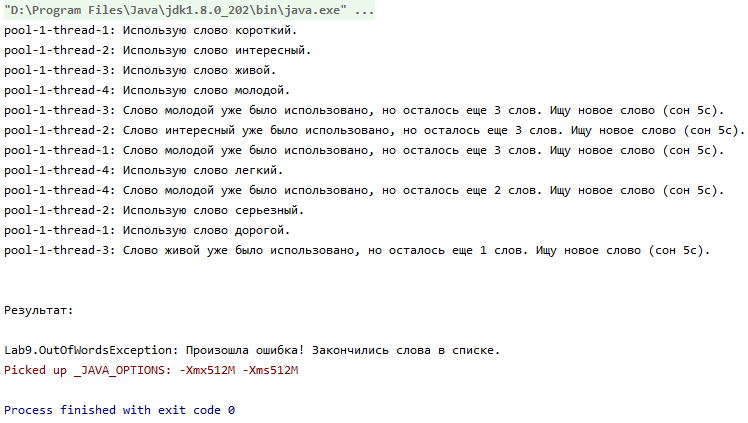 "D:\Program Files\Java\jdk1.8.0_202\bin\java.exe" ...
pool-1-thread-1: Использую слово короткий.
pool-1-thread-2: Использую слово интересный.
pool-1-thread-3: Использую слово живой.
pool-1-thread-4: Использую слово молодой.
pool-1-thread-3: Слово молодой уже было использовано, но осталось еще 3 слов. Ищу новое слово (сон 5с).
pool-1-thread-2: Слово интересный уже было использовано, но осталось еще 3 слов. Ищу новое слово (сон 5с).
pool-1-thread-1: Слово молодой уже было использовано, но осталось еще 3 слов. Ищу новое слово (сон 5с).
pool-1-thread-4: Использую слово легкий.
pool-1-thread-4: Слово молодой уже было использовано, но осталось еще 2 слов. Ищу новое слово (сон 5с).
pool-1-thread-2: Использую слово серьезный.
pool-1-thread-1: Использую слово дорогой.
pool-1-thread-3: Слово живой уже было использовано, но осталось еще 1 слов. Ищу новое слово (сон 5с).
Результат:
Lab9.OutOfWordsException: Произошла ошибка! Закончились слова в списке.
Picked up _JAVA_OPTIONS: -Xmx512M -Xms512M
Process finished with exit code 0